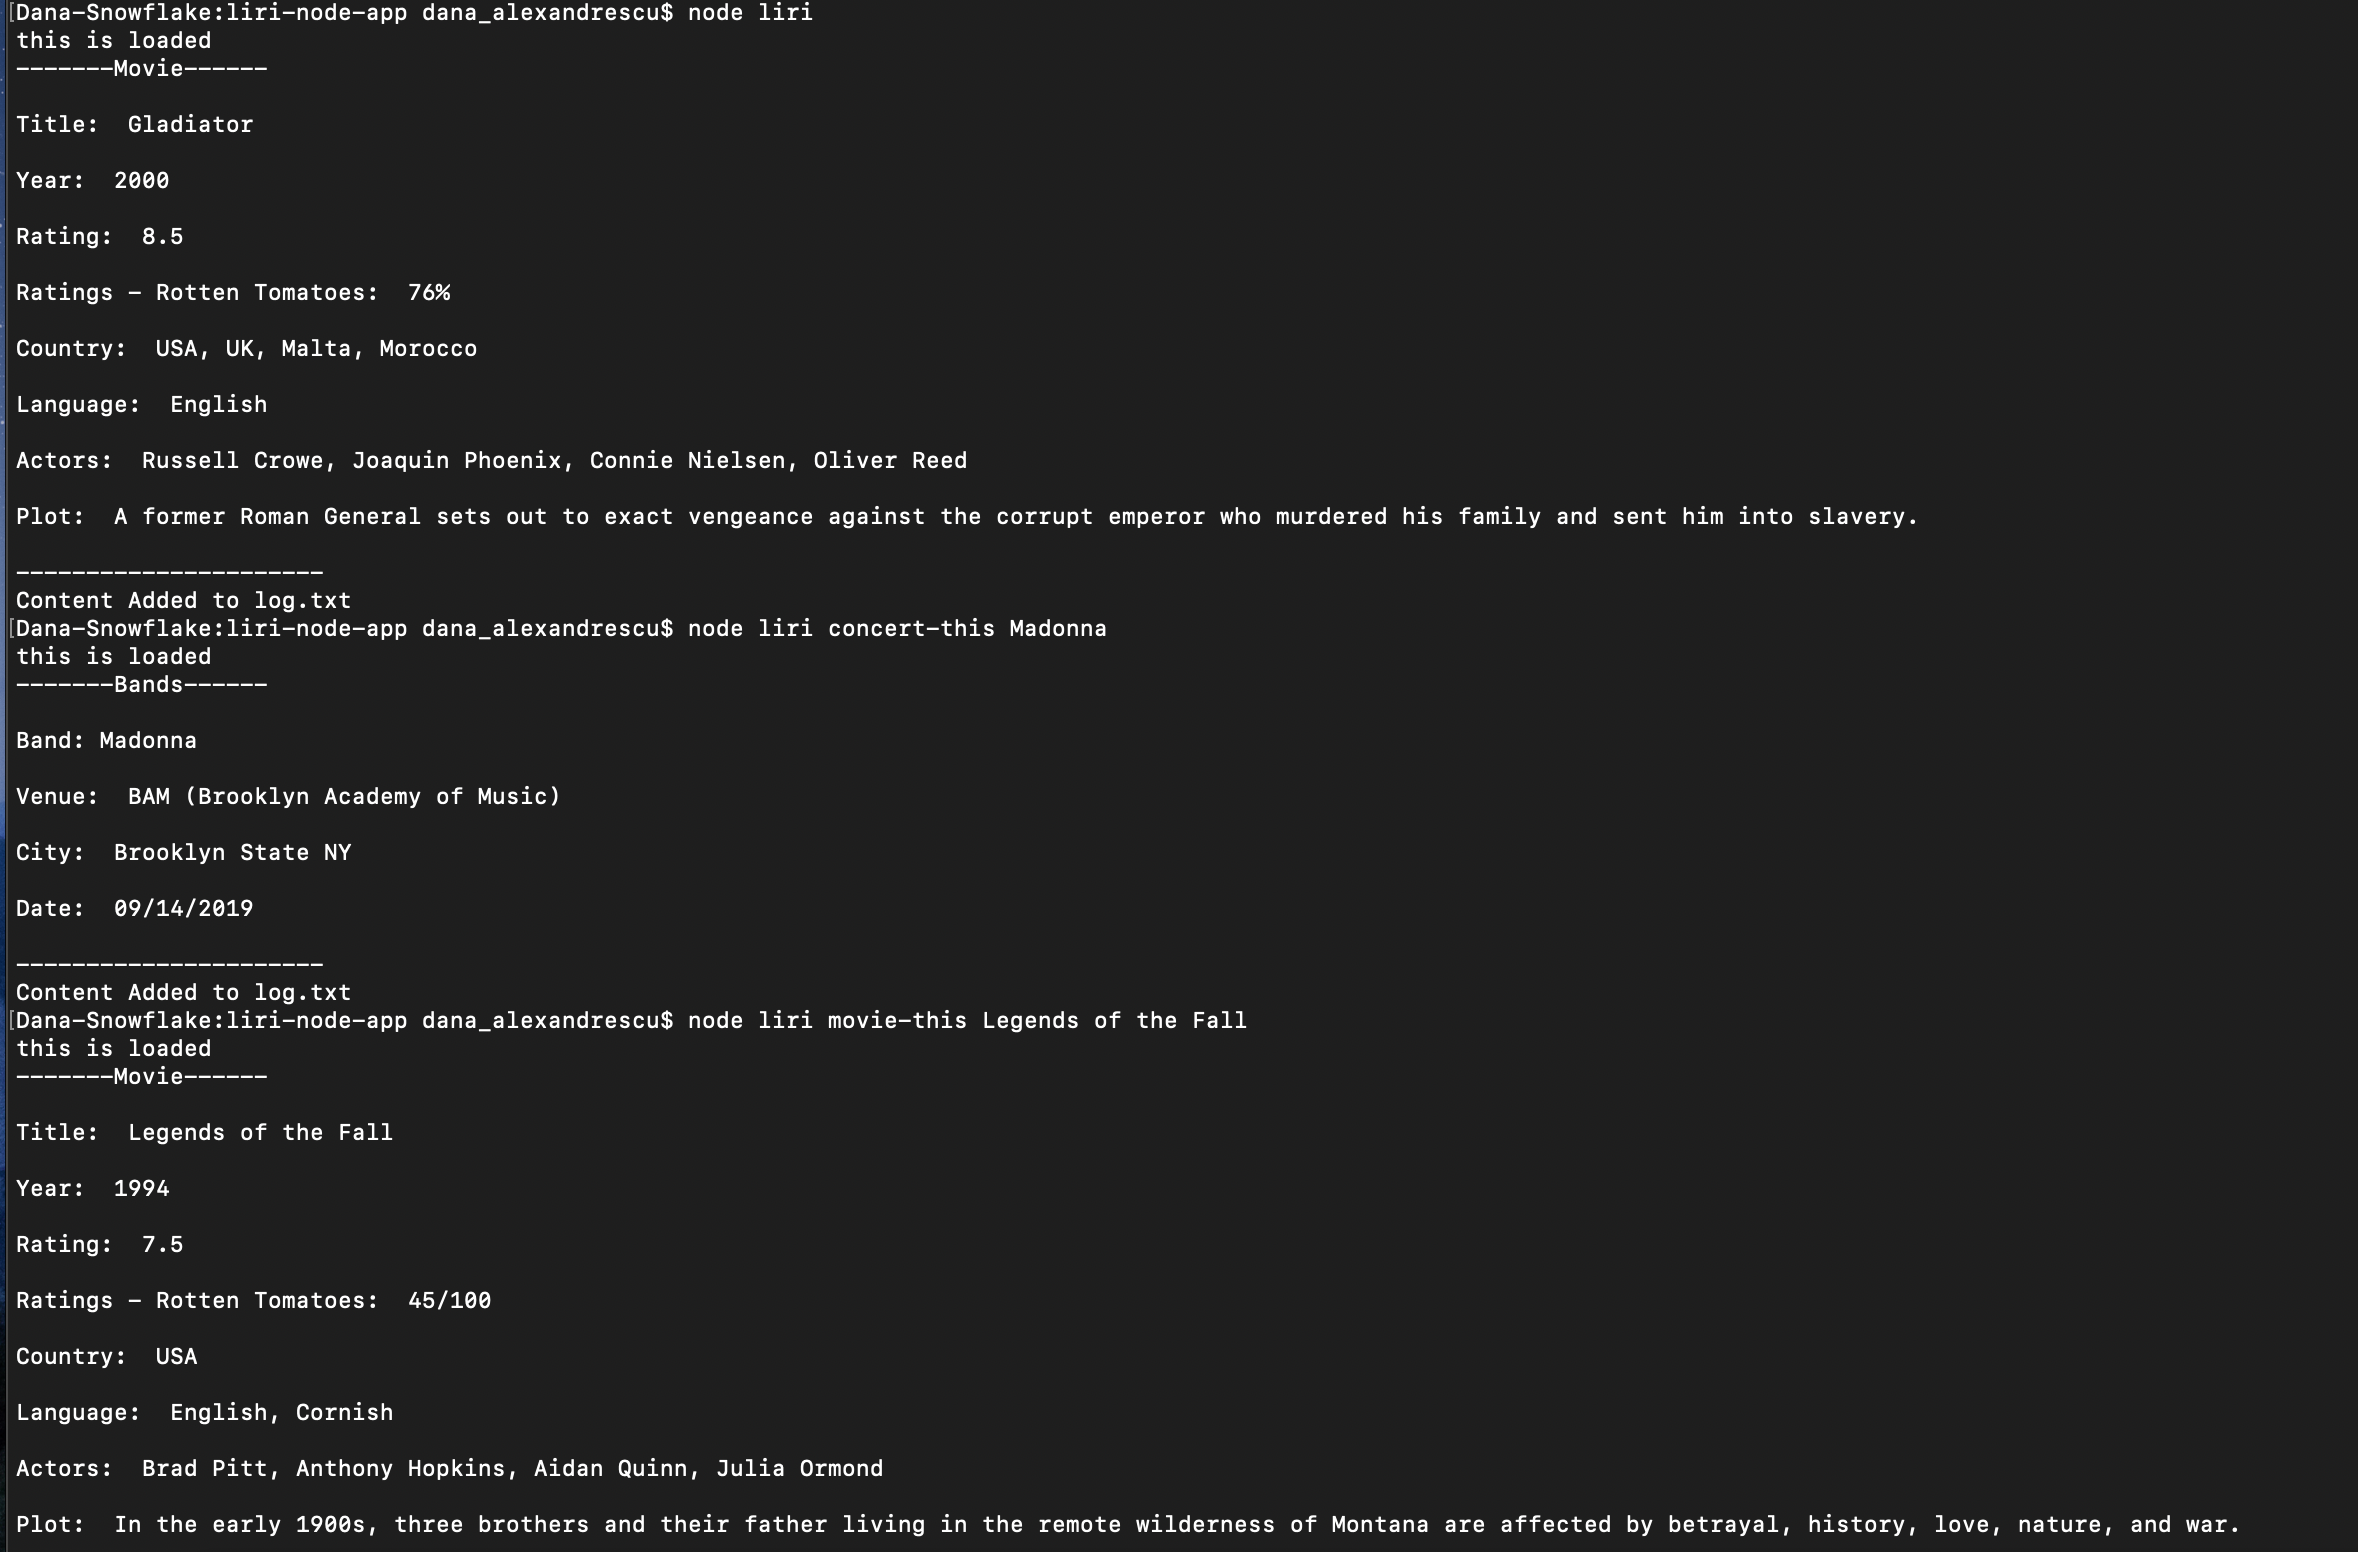 [Dana-Snowflake:liri-node-app dana_alexandrescu$ node liri
this is loaded
-------Movie------
Title:  Gladiator
Year:  2000
Rating:  8.5
Ratings - Rotten Tomatoes:  76%
Country:  USA, UK, Malta, Morocco
Language:  English
Actors:  Russell Crowe, Joaquin Phoenix, Connie Nielsen, Oliver Reed
Plot:  A former Roman General sets out to exact vengeance against the corrupt emperor who murdered his family and sent him into slavery.
----------------------
Content Added to log.txt
[Dana-Snowflake:liri-node-app dana_alexandrescu$ node liri concert-this Madonna
this is loaded
-------Bands------
Band: Madonna
Venue:  BAM (Brooklyn Academy of Music)
City:  Brooklyn State NY
Date:  09/14/2019
----------------------
Content Added to log.txt
[Dana-Snowflake:liri-node-app dana_alexandrescu$ node liri movie-this Legends of the Fall
this is loaded
-------Movie------
Title:  Legends of the Fall
Year:  1994
Rating:  7.5
Ratings - Rotten Tomatoes:  45/100
Country:  USA
Language:  English, Cornish
Actors:  Brad Pitt, Anthony Hopkins, Aidan Quinn, Julia Ormond
Plot:  In the early 1900s, three brothers and their father living in the remote wilderness of Montana are affected by betrayal, history, love, nature, and war.